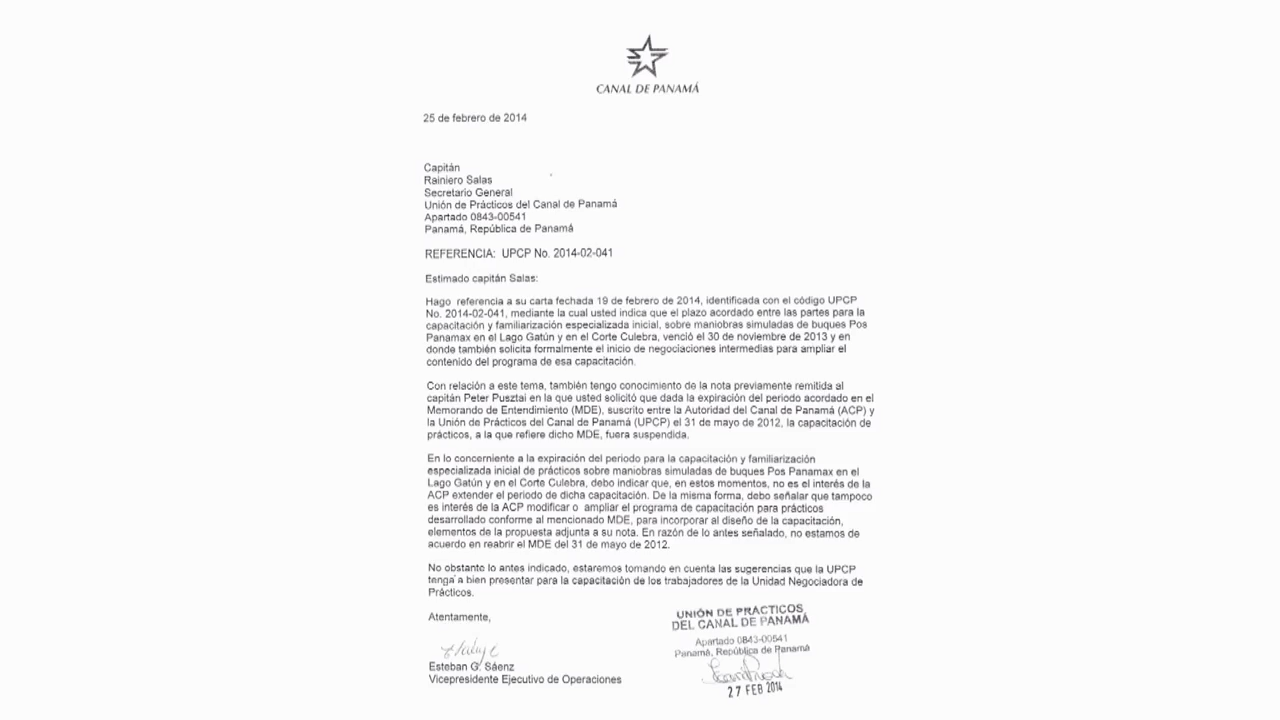 CANAL DE PANAMÁ
25 de febrero de 2014
Capitán
Rainiero Salas
Secretario General
Unión de Prácticos del Canal de Panamá
Apartado 0843-00541
Panamá, República de Panamá
REFERENCIA: UPCP No. 2014-02-041
Estimado capitán Salas:
Hago referencia a su carta fechada 19 de febrero de 2014, identificada con el código UPCP
No. 2014-02-041, mediante la cual usted indica que el plazo acordado entre las partes para la
capacitación y familiarización especializada inicial, sobre maniobras simuladas de buques Pos
Panamax en el Lago Gatún y en el Corte Culebra, venció el 30 de noviembre de 2013 y en
donde también solicita formalmente el inicio de negociaciones intermedias para ampliar el
contenido del programa de esa capacitación.
Con relación a este tema, también tengo conocimiento de la nota previamente remitida al
capitán Peter Pusztai en la que usted solicitó que dada la expiración del periodo acordado en el
Memorando de Entendimiento (MDE), suscrito entre la Autoridad del Canal de Panamá (ACP) y
la Unión de Prácticos del Canal de Panamá (UPCP) el 31 de mayo de 2012, la capacitación de
prácticos, a la que refiere dicho MDE, fuera suspendida.
En lo concerniente a la expiración del periodo para la capacitación y familiarización
especializada inicial de prácticos sobre maniobras simuladas de buques Pos Panamax en el
Lago Gatún y en el Corte Culebra, debo indicar que, en estos momentos, no es el interés de la
ACP extender el periodo de dicha capacitación. De la misma forma, debo señalar que tampoco
es interés de la ACP modificar o ampliar el programa de capacitación para prácticos
desarrollado conforme al mencionado MDE, para incorporar al diseño de la capacitación,
elementos de la propuesta adjunta a su nota. En razón de lo antes señalado, no estamos de
acuerdo en reabrir el MDE del 31 de mayo de 2012.
No obstante lo antes indicado, estaremos tomando en cuenta las sugerencias que la UPCP
tenga a bien presentar para la capacitación de los trabajadores de la Unidad Negociadora de
Prácticos.
Atentamente,
Esteban G. Sáenz
Vicepresidente Ejecutivo de Operaciones
UNIÓN DE PRÁCTICOS
DEL CANAL DE PANAMÁ
Apartado 0843-00541
Panamá, República de Panamá
27 FEB 2014